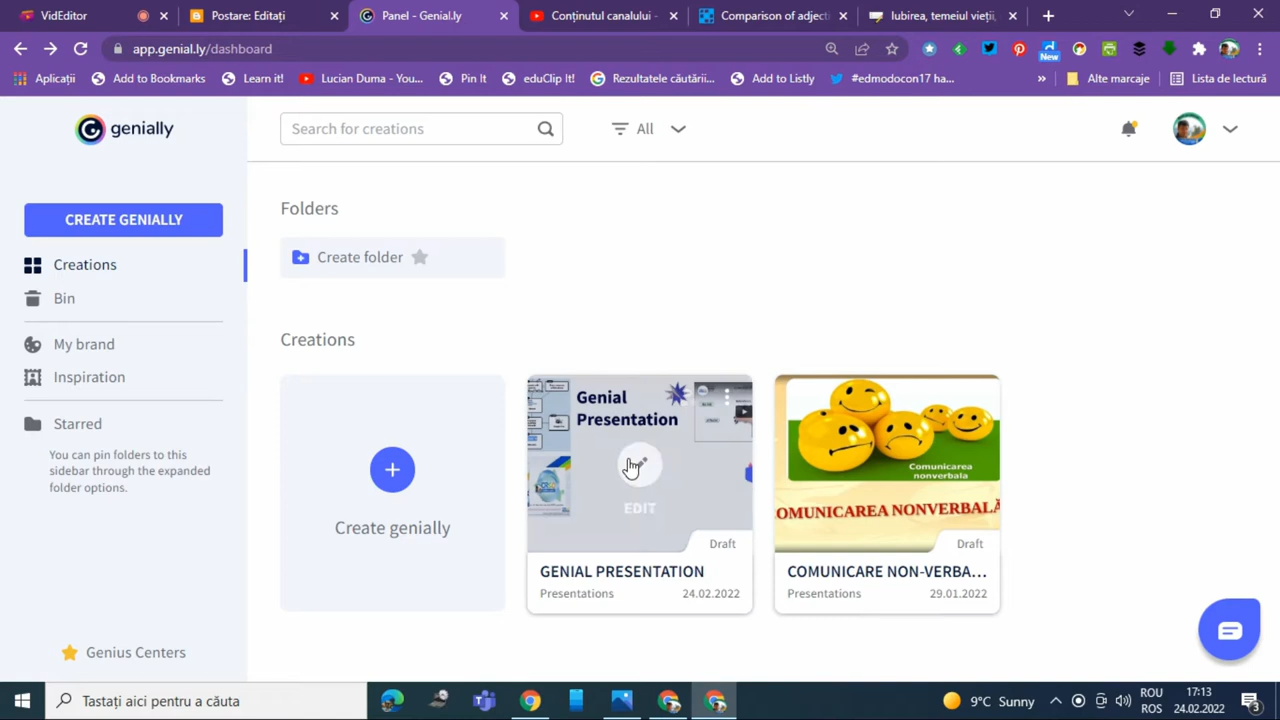 VidEditor
Postare: Editați
Panel - Genial.ly
Conținutul canalului -
Comparison of adjecti
Iubirea, temeiul vieții,
app.genial.ly/dashboard
New
Aplicații
Add to Bookmarks
Learn it!
Lucian Duma - You...
Pin It
eduClip It!
Rezultatele căutării...
Add to Listly
#edmodocon17 ha...
»
Alte marcaje
Lista de lectură
genially
Search for creations
All
CREATE GENIALLY
Creations
Bin
My brand
Inspiration
Starred
You can pin folders to this
sidebar through the expanded
folder options.
Genius Centers
Folders
Create folder
Creations
Create genially
Genial
Presentation
EDIT
Draft
GENIAL PRESENTATION
Presentations
24.02.2022
Comunicarea
nonverbala
OMUNICAREA NONVERBALĂ
Draft
COMUNICARE NON-VERBA...
Presentations
29.01.2022
Tastați aici pentru a căuta
9°C Sunny
ROU
ROS
17:13
24.02.2022
3